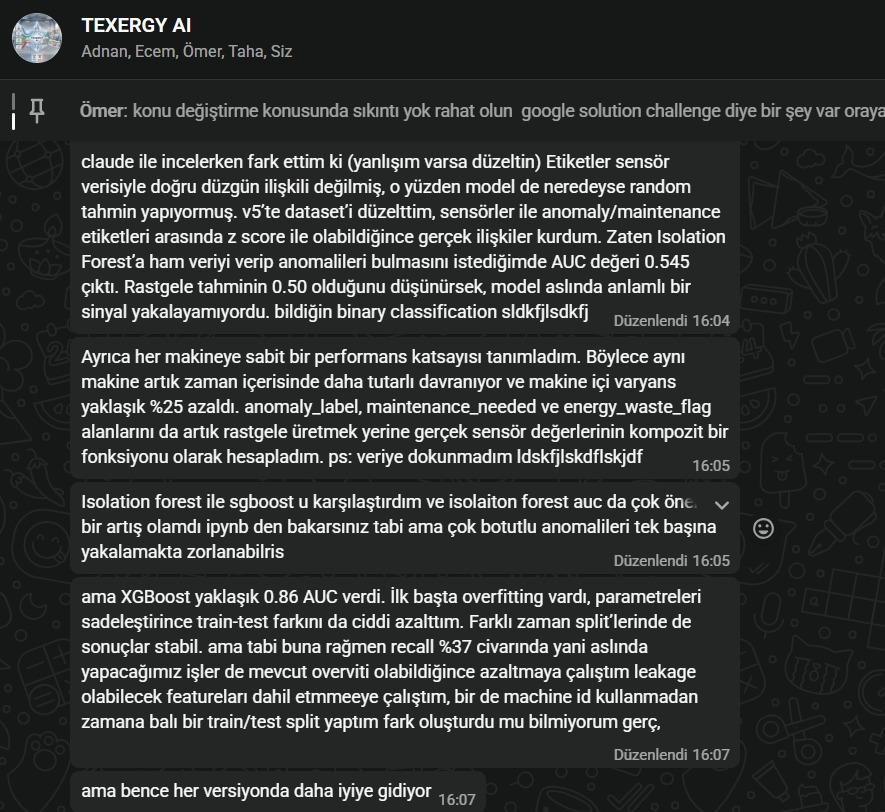 TEXERGY AI
Adnan, Ecem, Ömer, Taha, Siz
Ömer: konu değiştirme konusunda sıkıntı yok rahat olun google solution challenge diye bir şey var oraya
claude ile incelerken fark ettim ki (yanlışım varsa düzeltin) Etiketler sensör
verisiyle doğru düzgün ilişkili değilmiş, o yüzden model de neredeyse random
tahmin yapıyormuş. v5'te dataset'i düzelttim, sensörler ile anomaly/maintenance
etiketleri arasında z score ile olabildiğince gerçek ilişkiler kurdum. Zaten Isolation
Forest'a ham veriyi verip anomalileri bulmasını istediğimde AUC değeri 0.545
çıktı. Rastgele tahminin 0.50 olduğunu düşünürsek, model aslında anlamlı bir
sinyal yakalayamıyordu. bildiğin binary classification sldkfjlsdkfj
Düzenlendi 16:04
Ayrıca her makineye sabit bir performans katsayısı tanımladım. Böylece aynı
makine artık zaman içerisinde daha tutarlı davranıyor ve makine içi varyans
yaklaşık %25 azaldı. anomaly_label, maintenance_needed ve energy_waste_flag
alanlarını da artık rastgele üretmek yerine gerçek sensör değerlerinin kompozit bir
fonksiyonu olarak hesapladım. ps: veriye dokunmadım ldskfjlskdflskjdf
16:05
Isolation forest ile sgboost u karşılaştırdım ve isolaiton forest auc da çok öne
bir artış olamdı ipynb den bakarsınız tabi ama çok botutlu anomalileri tek başına
yakalamakta zorlanabilris
Düzenlendi 16:05
ama XGBoost yaklaşık 0.86 AUC verdi. İlk başta overfitting vardı, parametreleri
sadeleştirince train-test farkını da ciddi azalttım. Farklı zaman split'lerinde de
sonuçlar stabil. ama tabi buna rağmen recall %37 civarında yani aslında
yapacağımız işler de mevcut overviti olabildiğince azaltmaya çalıştım leakage
olabilecek featureları dahil etmmeeye çalıştım, bir de machine id kullanmadan
zamana balı bir train/test split yaptım fark oluşturdu mu bilmiyorum gerç,
Düzenlendi 16:07
ama bence her versiyonda daha iyiye gidiyor
16:07